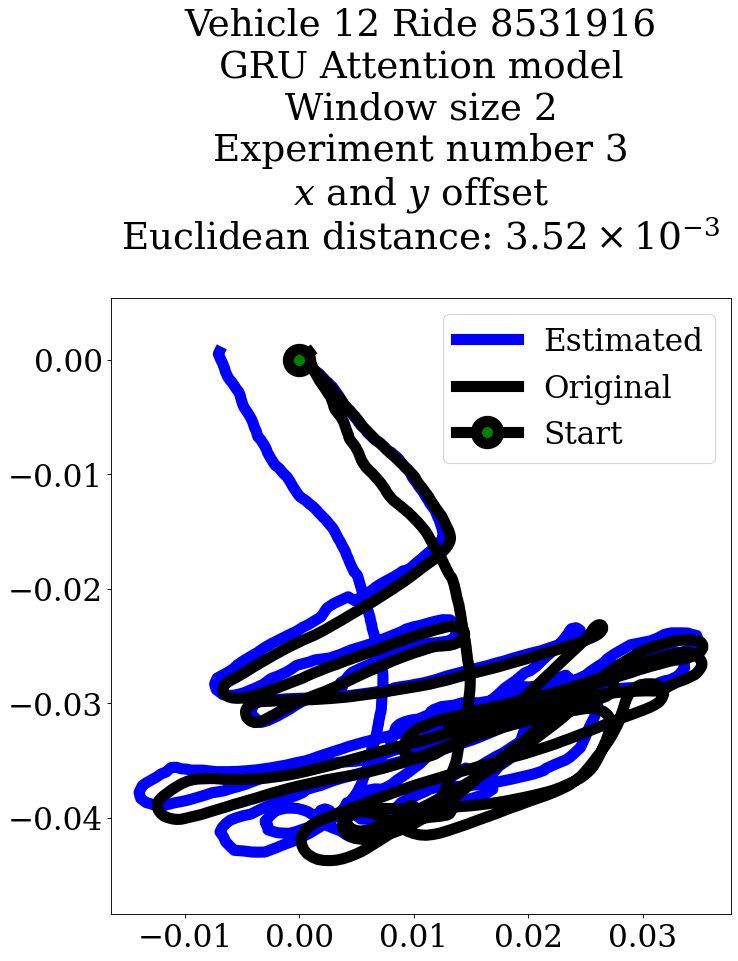 Vehicle 12 Ride 8531916
GRU Attention model
Window size 2
Experiment number 3
x and y offset
Euclidean distance: 3.52 × 10⁻³
Estimated
Original
Start
0.00
−0.01
−0.02
−0.03
−0.04
−0.01 0.00 0.01 0.02 0.03